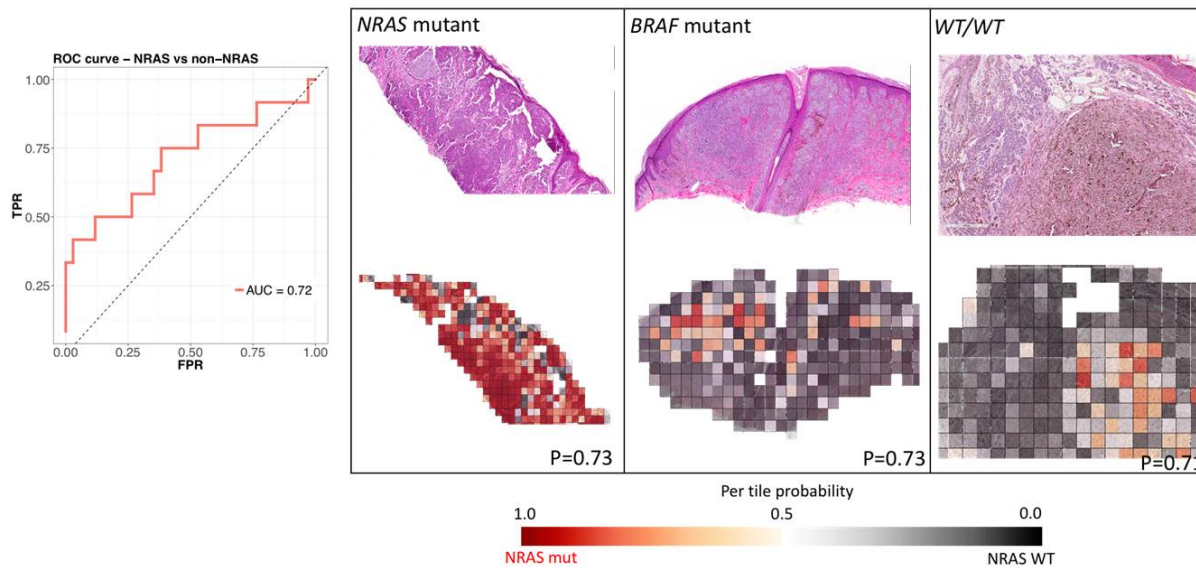 ROC curve – NRAS vs non–NRAS
1.00
0.75
0.50
0.25
TPR
AUC = 0.72
0.00 0.25 0.50 0.75 1.00
FPR
NRAS mutant
P=0.73
BRAF mutant
P=0.73
WT/WT
P=0.71
Per tile probability
1.0 0.5 0.0
NRAS mut NRAS WT